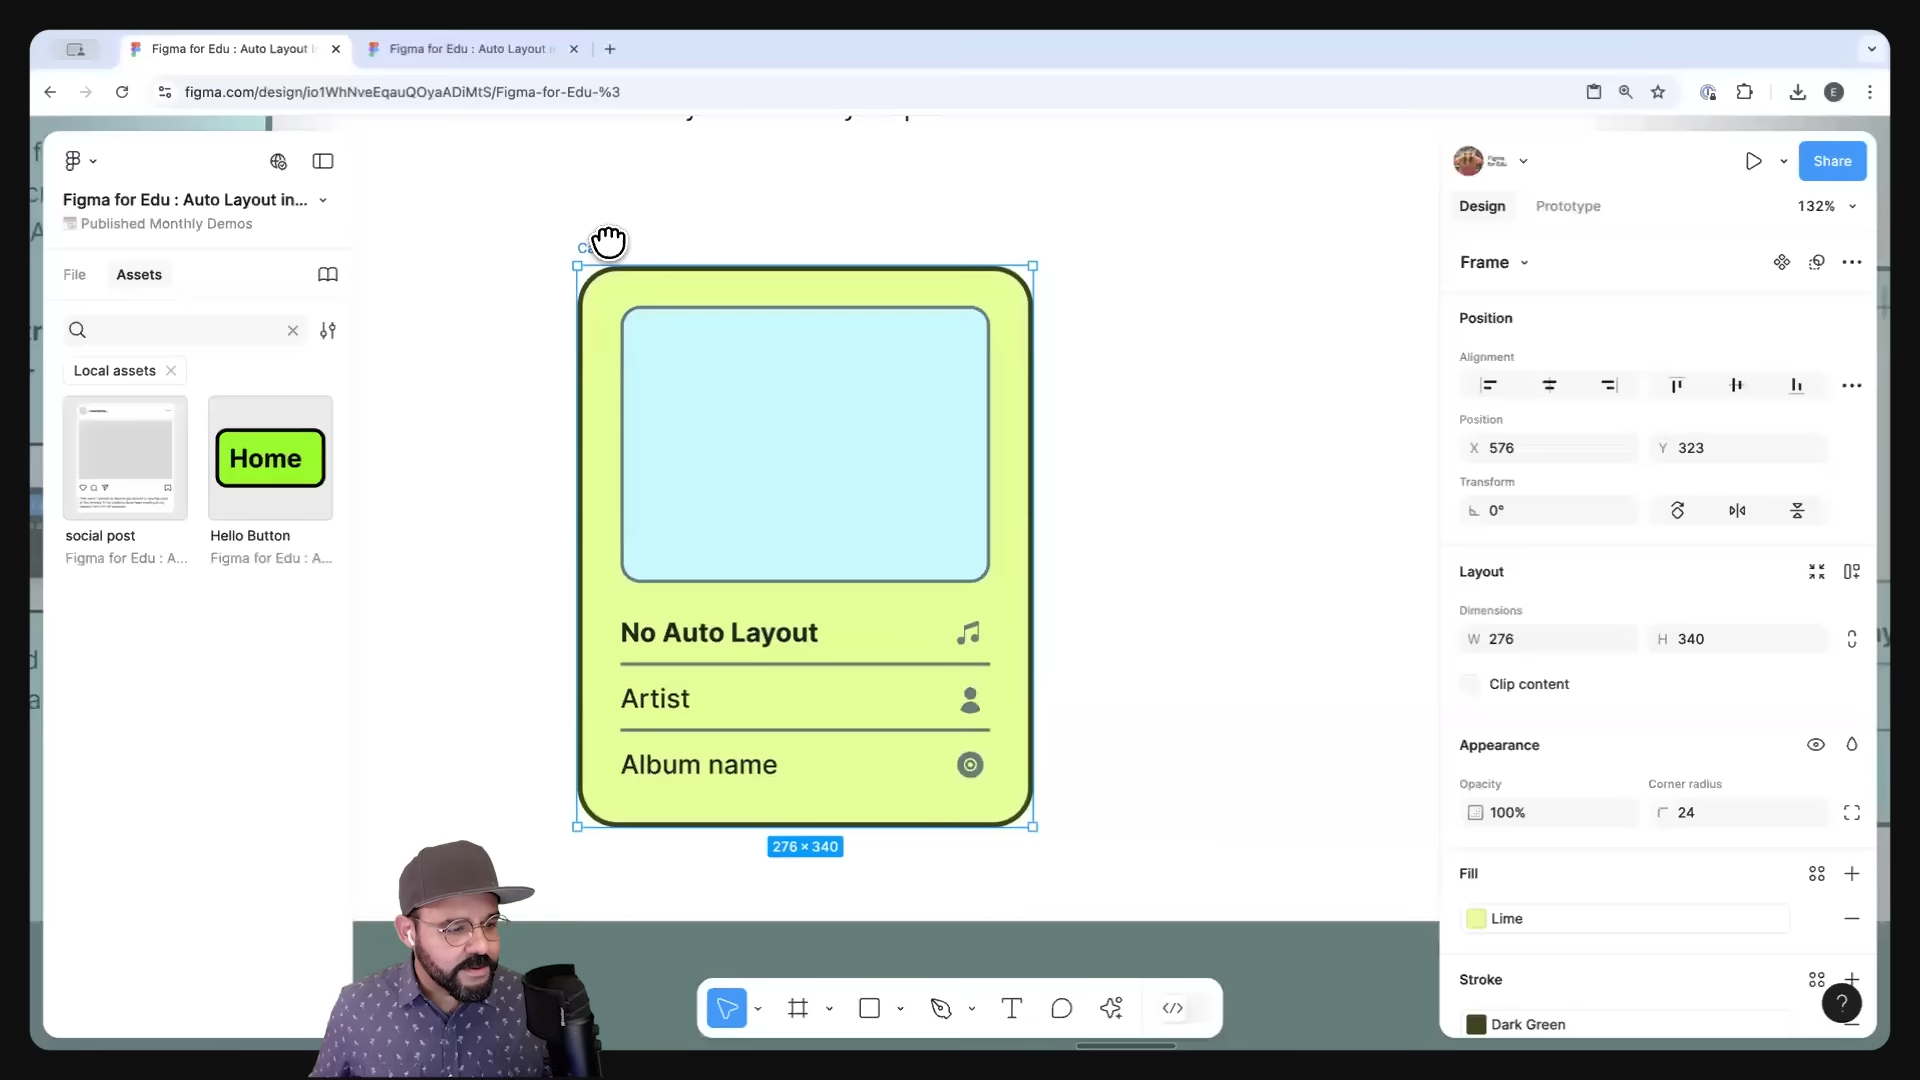 Figma for Edu : Auto Layout i
Figma for Edu : Auto Layout i
figma.com/design/io1WhNveEqauQOyaADiMtS/Figma-for-Edu-%3
E
Figma for Edu : Auto Layout in...
Published Monthly Demos
File
Assets
Local assets
Home
social post
Hello Button
Figma for Edu : A...
Figma for Edu : A...
No Auto Layout
Artist
Album name
276 × 340
Share
Design
Prototype
132%
Frame
Position
Alignment
Position
X 576
Y 323
Transform
0°
Layout
Dimensions
W 276
H 340
Clip content
Appearance
Opacity
Corner radius
100%
24
Fill
Lime
Stroke
Dark Green
?